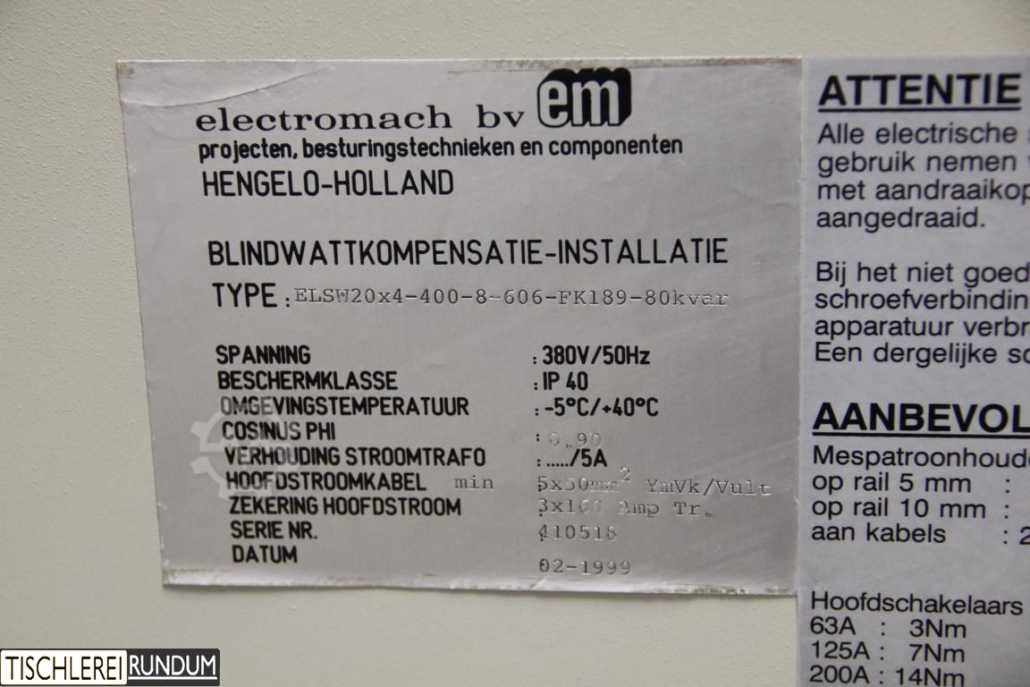 electromach bv em
projecten, besturingstechnieken en componenten
HENGELO-HOLLAND
BLINDWATTKOMPENSATIE-INSTALLATIE
TYPE : ELSW20x4-400-8-606-FK189-80kvar
SPANNING : 380V/50Hz
BESCHERMKLASSE : IP 40
OMGEVINGSTEMPERATUUR : -5°C/+40°C
COSINUS PHI : 0,90
VERHOUDING STROOMTRAFO : ...../5A
HOOFDSTROOMKABEL min 5x50mm² YmVk/Vult
ZEKERING HOOFDSTROOM Amp Tr.
SERIE NR. 410518
DATUM 02-1999
ATTENTIE
Alle electrische
gebruik nemen
met aandraaikop
aangedraaid.
Bij het niet goed
schroefverbindin
apparatuur verbr
Een dergelijke
AANBEVOL
Mespatroonhoude
op rail 5 mm :
op rail 10 mm :
aan kabels : 2
Hoofdschakelaars
63A : 3Nm
125A : 7Nm
200A : 14Nm
TISCHLEREI RUNDUM